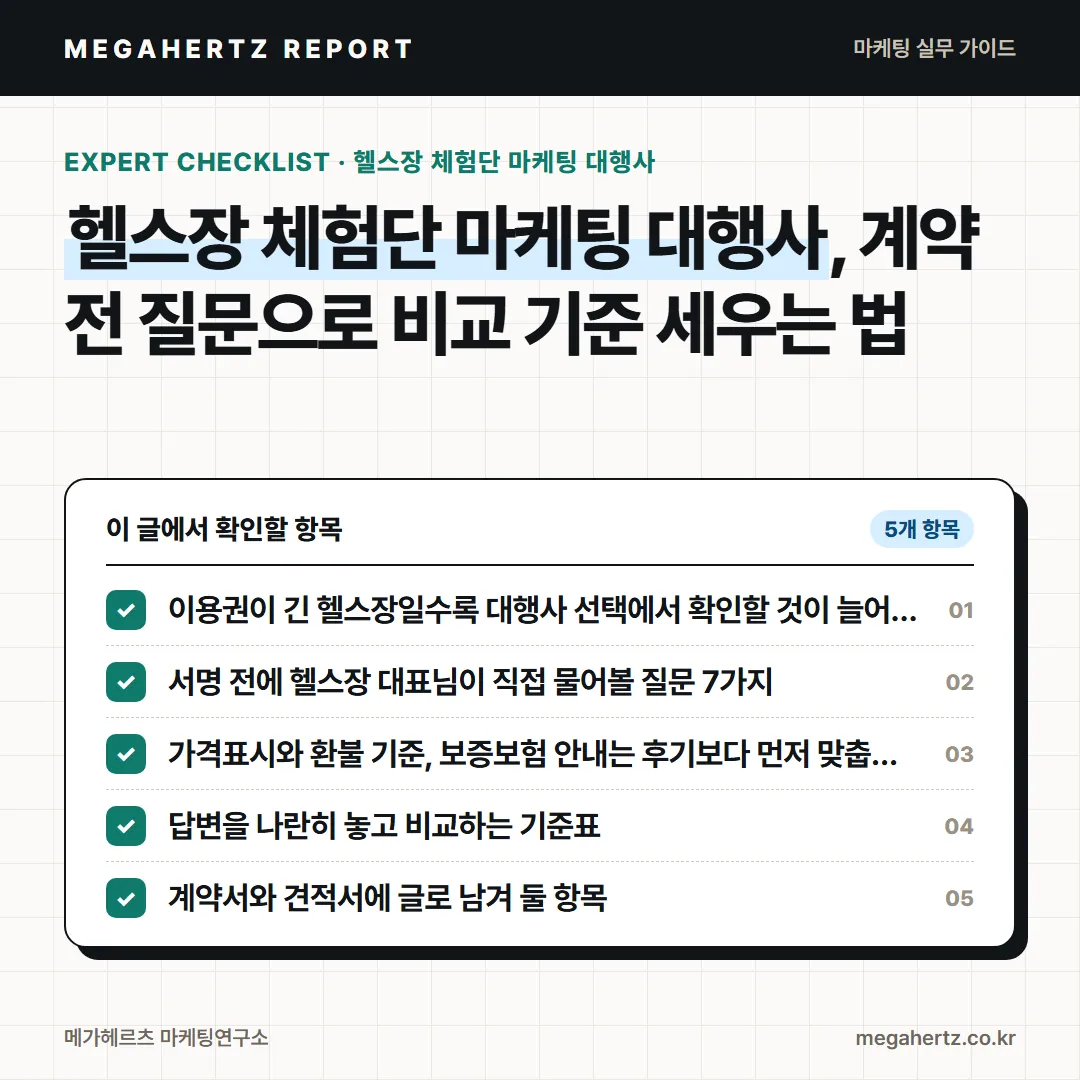 MEGAHERTZ REPORT
마케팅 실무 가이드
EXPERT CHECKLIST · 헬스장 체험단 마케팅 대행사
헬스장 체험단 마케팅 대행사, 계약
전 질문으로 비교 기준 세우는 법
이 글에서 확인할 항목
5개 항목
이용권이 긴 헬스장일수록 대행사 선택에서 확인할 것이 늘어... 01
서명 전에 헬스장 대표님이 직접 물어볼 질문 7가지 02
가격표시와 환불 기준, 보증보험 안내는 후기보다 먼저 맞춥... 03
답변을 나란히 놓고 비교하는 기준표 04
계약서와 견적서에 글로 남겨 둘 항목 05
메가헤르츠 마케팅연구소
megahertz.co.kr